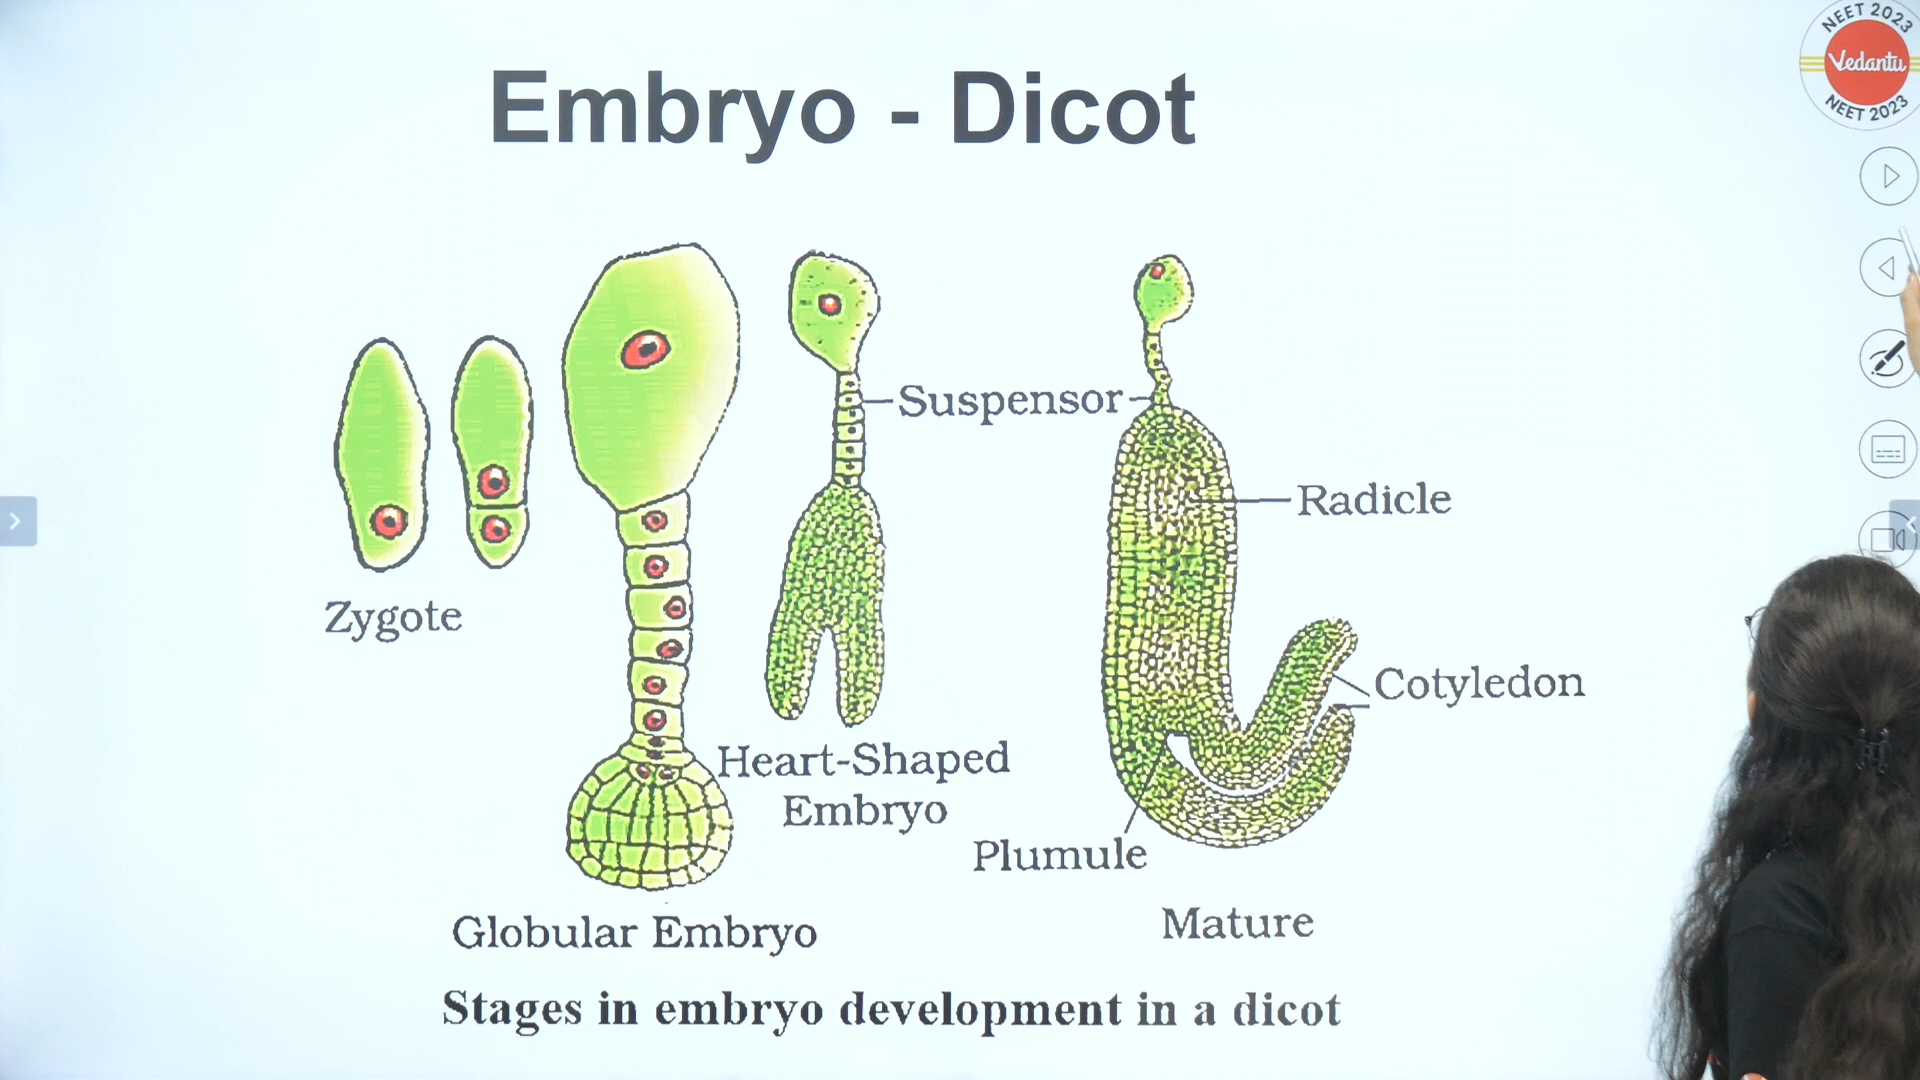 NEET 2023
Vedantu
NEET 2023
Embryo - Dicot
Suspensor
Radicle
Zygote
Cotyledon
Heart-Shaped
Embryo
Plumule
Globular Embryo
Mature
Stages in embryo development in a dicot